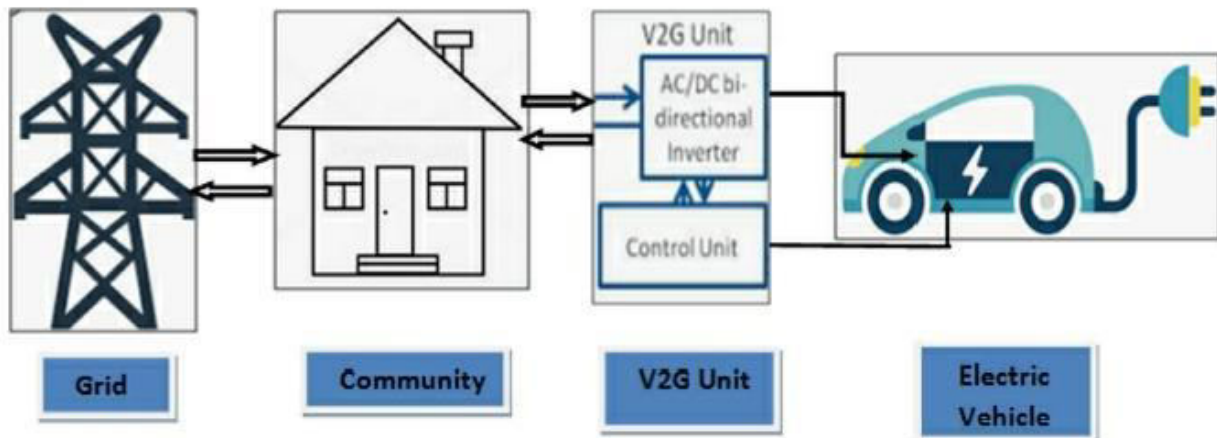 V2G Unit
AC/DC bi-
directional
Inverter
Control Unit
Grid
Community
V2G Unit
Electric
Vehicle